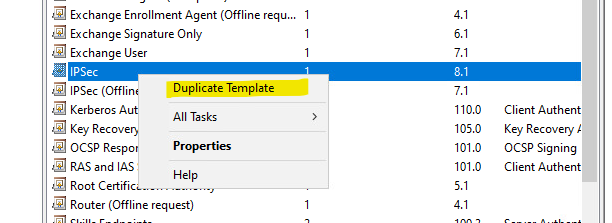 Exchange Enrollment Agent (Offline requ... 1 4.1
Exchange Signature Only 1 6.1
Exchange User 1 7.1
IPSec 1 8.1
IPSec (Offline 7.1
Duplicate Template
Kerberos Au 110.0 Client Authent
All Tasks
Key Recovery 105.0 Key Recovery A
OCSP Respon 101.0 OCSP Signing
Properties
RAS and IAS S 101.0 Client Authent
Help
Root Certification Authority 5.1
Router (Offline request) 1 4.1